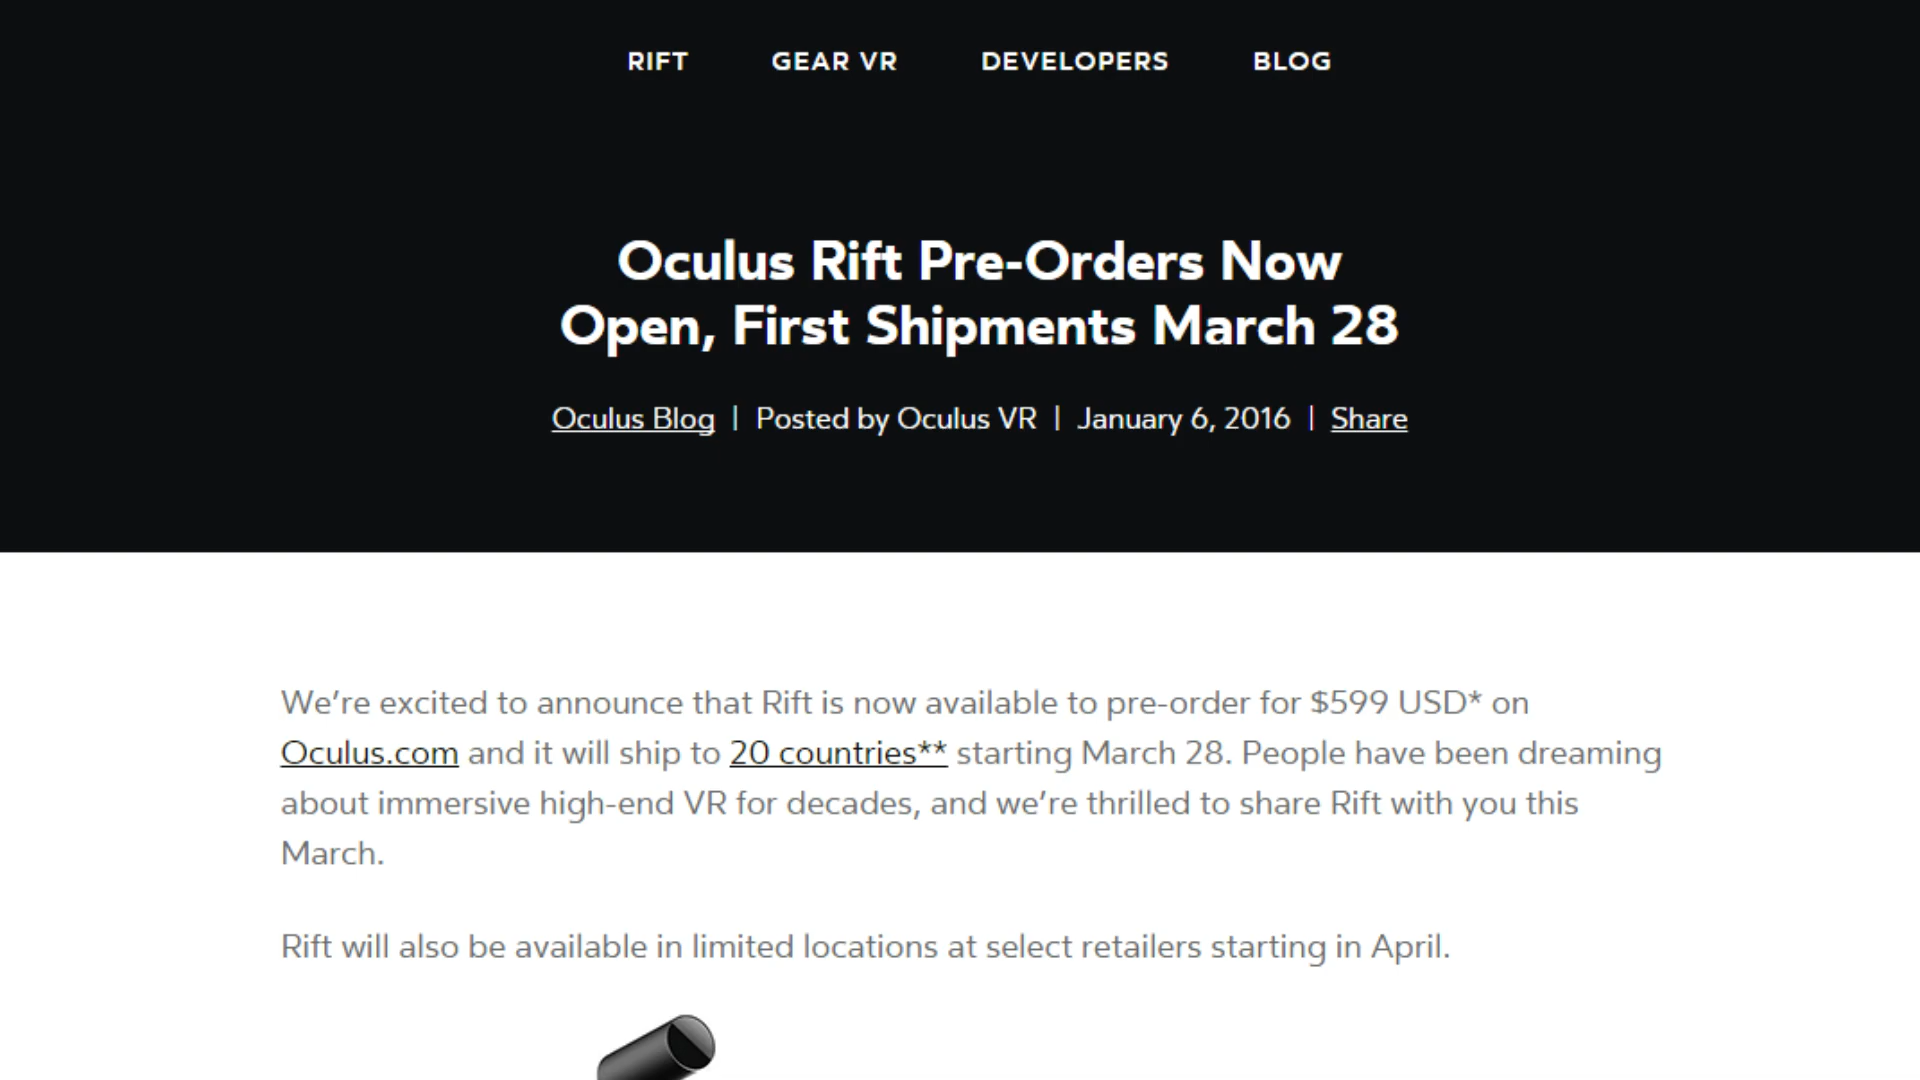 RIFT GEAR VR DEVELOPERS BLOG
Oculus Rift Pre-Orders Now
Open, First Shipments March 28
Oculus Blog | Posted by Oculus VR | January 6, 2016 | Share
We’re excited to announce that Rift is now available to pre-order for $599 USD* on
Oculus.com and it will ship to 20 countries** starting March 28. People have been dreaming
about immersive high-end VR for decades, and we’re thrilled to share Rift with you this
March.
Rift will also be available in limited locations at select retailers starting in April.